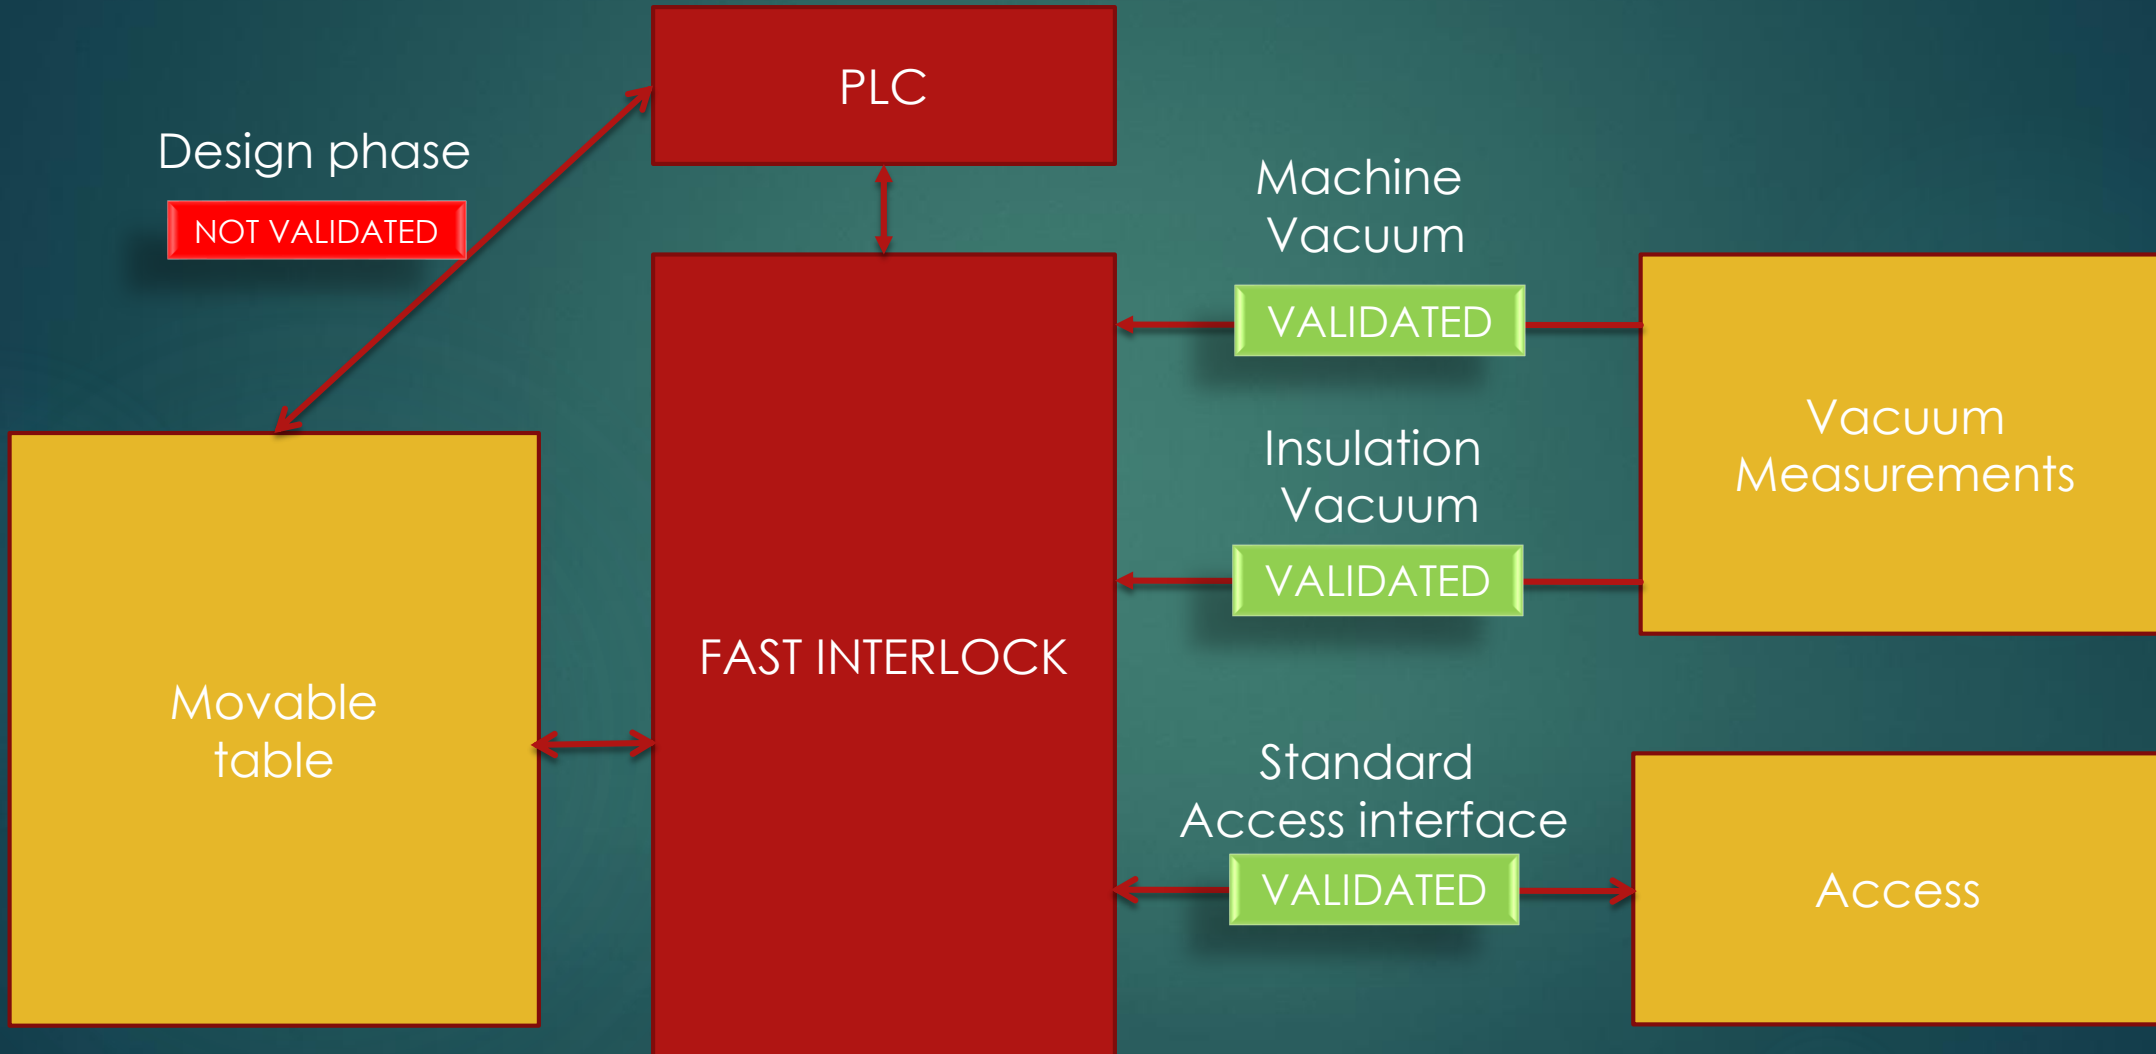 PLC
Design phase
NOT VALIDATED
Machine
Vacuum
VALIDATED
Vacuum
Measurements
Insulation
Vacuum
VALIDATED
FAST INTERLOCK
Movable
table
Standard
Access interface
VALIDATED
Access